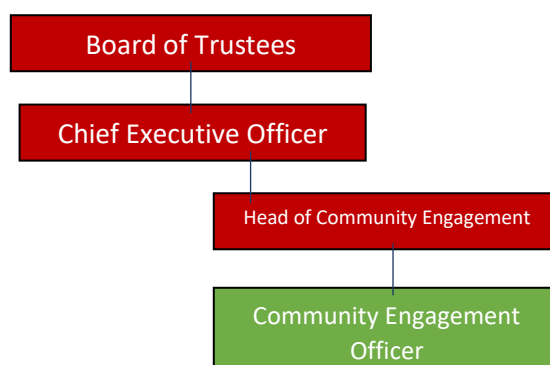 Board of Trustees
Chief Executive Officer
Head of Community Engagement
Community Engagement
Officer